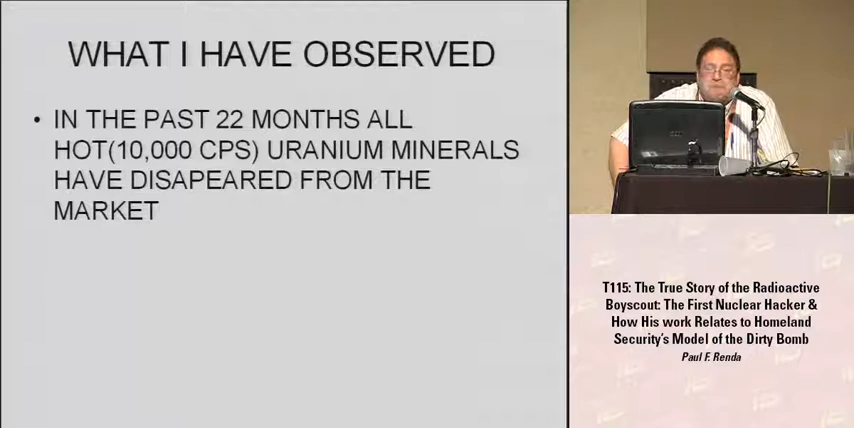 WHAT I HAVE OBSERVED
• IN THE PAST 22 MONTHS ALL
HOT(10,000 CPS) URANIUM MINERALS
HAVE DISAPEARED FROM THE
MARKET
T115: The True Story of the Radioactive
Boyscout: The First Nuclear Hacker &
How His work Relates to Homeland
Security's Model of the Dirty Bomb
Paul F. Renda